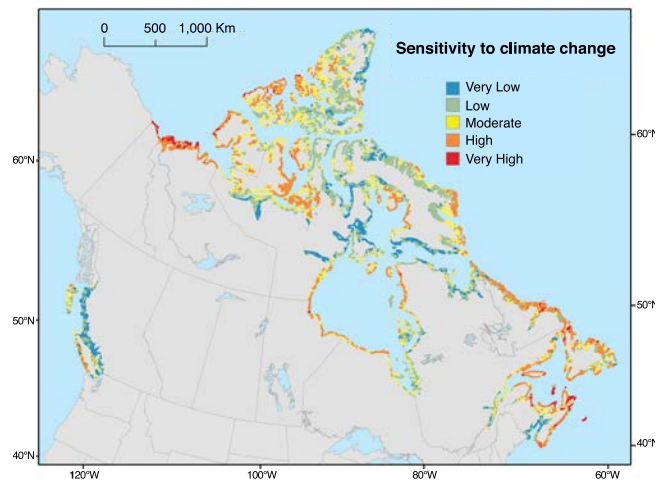 0 500 1,000 Km
Sensitivity to climate change
Very Low
Low
Moderate
High
Very High
60°N
60°N
50°N
50°N
40°N
40°N
120°W 100°W 80°W 60°W